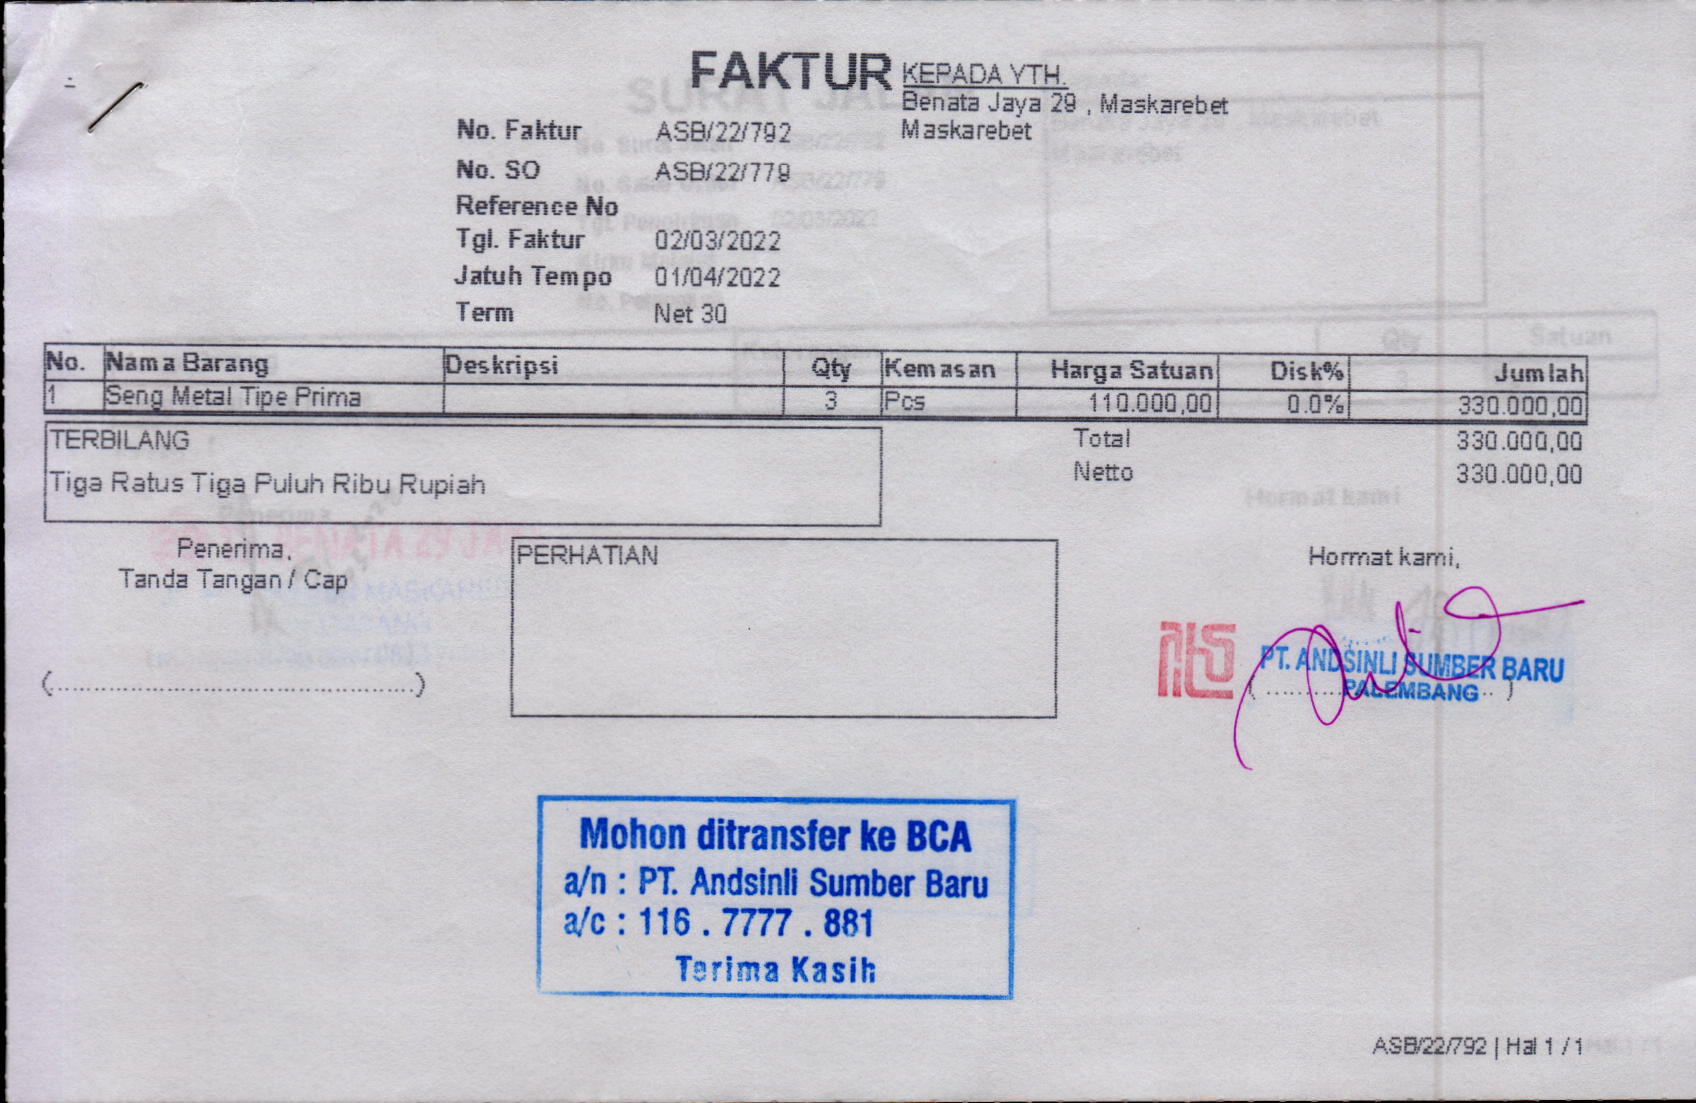 FAKTUR
KEPADA YTH.
Benata Jaya 29 , Maskarebet
Maskarebet
No. Faktur ASB/22/792
No. SO ASB/22/779
Reference No
Tgl. Faktur 02/03/2022
Jatuh Tempo 01/04/2022
Term Net 30
No. Nama Barang Deskripsi Qty Kemasan Harga Satuan Disk% Jumlah
1 Seng Metal Tipe Prima 3 Pcs 110.000,00 0.0% 330.000,00
TERBILANG
Tiga Ratus Tiga Puluh Ribu Rupiah
Total 330.000,00
Netto 330.000,00
Penerima,
Tanda Tangan / Cap
(..............................................)
PERHATIAN
Hormat kami,
PT. ANDSINLI SUMBER BARU
PALEMBANG
Mohon ditransfer ke BCA
a/n : PT. Andsinli Sumber Baru
a/c : 116 . 7777 . 881
Terima Kasih
ASB/22/792 | Hal 1 / 1